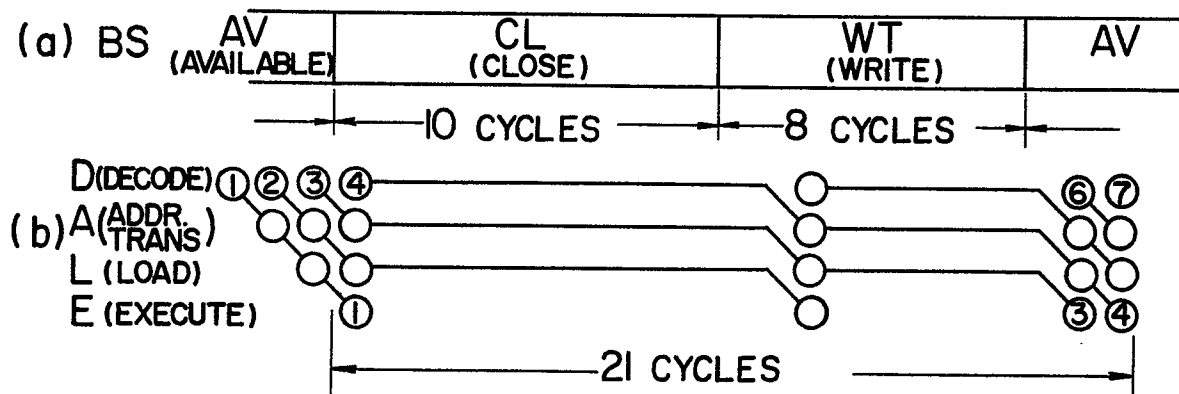 (a) BS AV (AVAILABLE) CL (CLOSE) WT (WRITE) AV
10 CYCLES 8 CYCLES
D (DECODE) 1 2 3 4 6 7
(b) A (ADDR. TRANS)
L (LOAD)
E (EXECUTE) 1 3 4
21 CYCLES